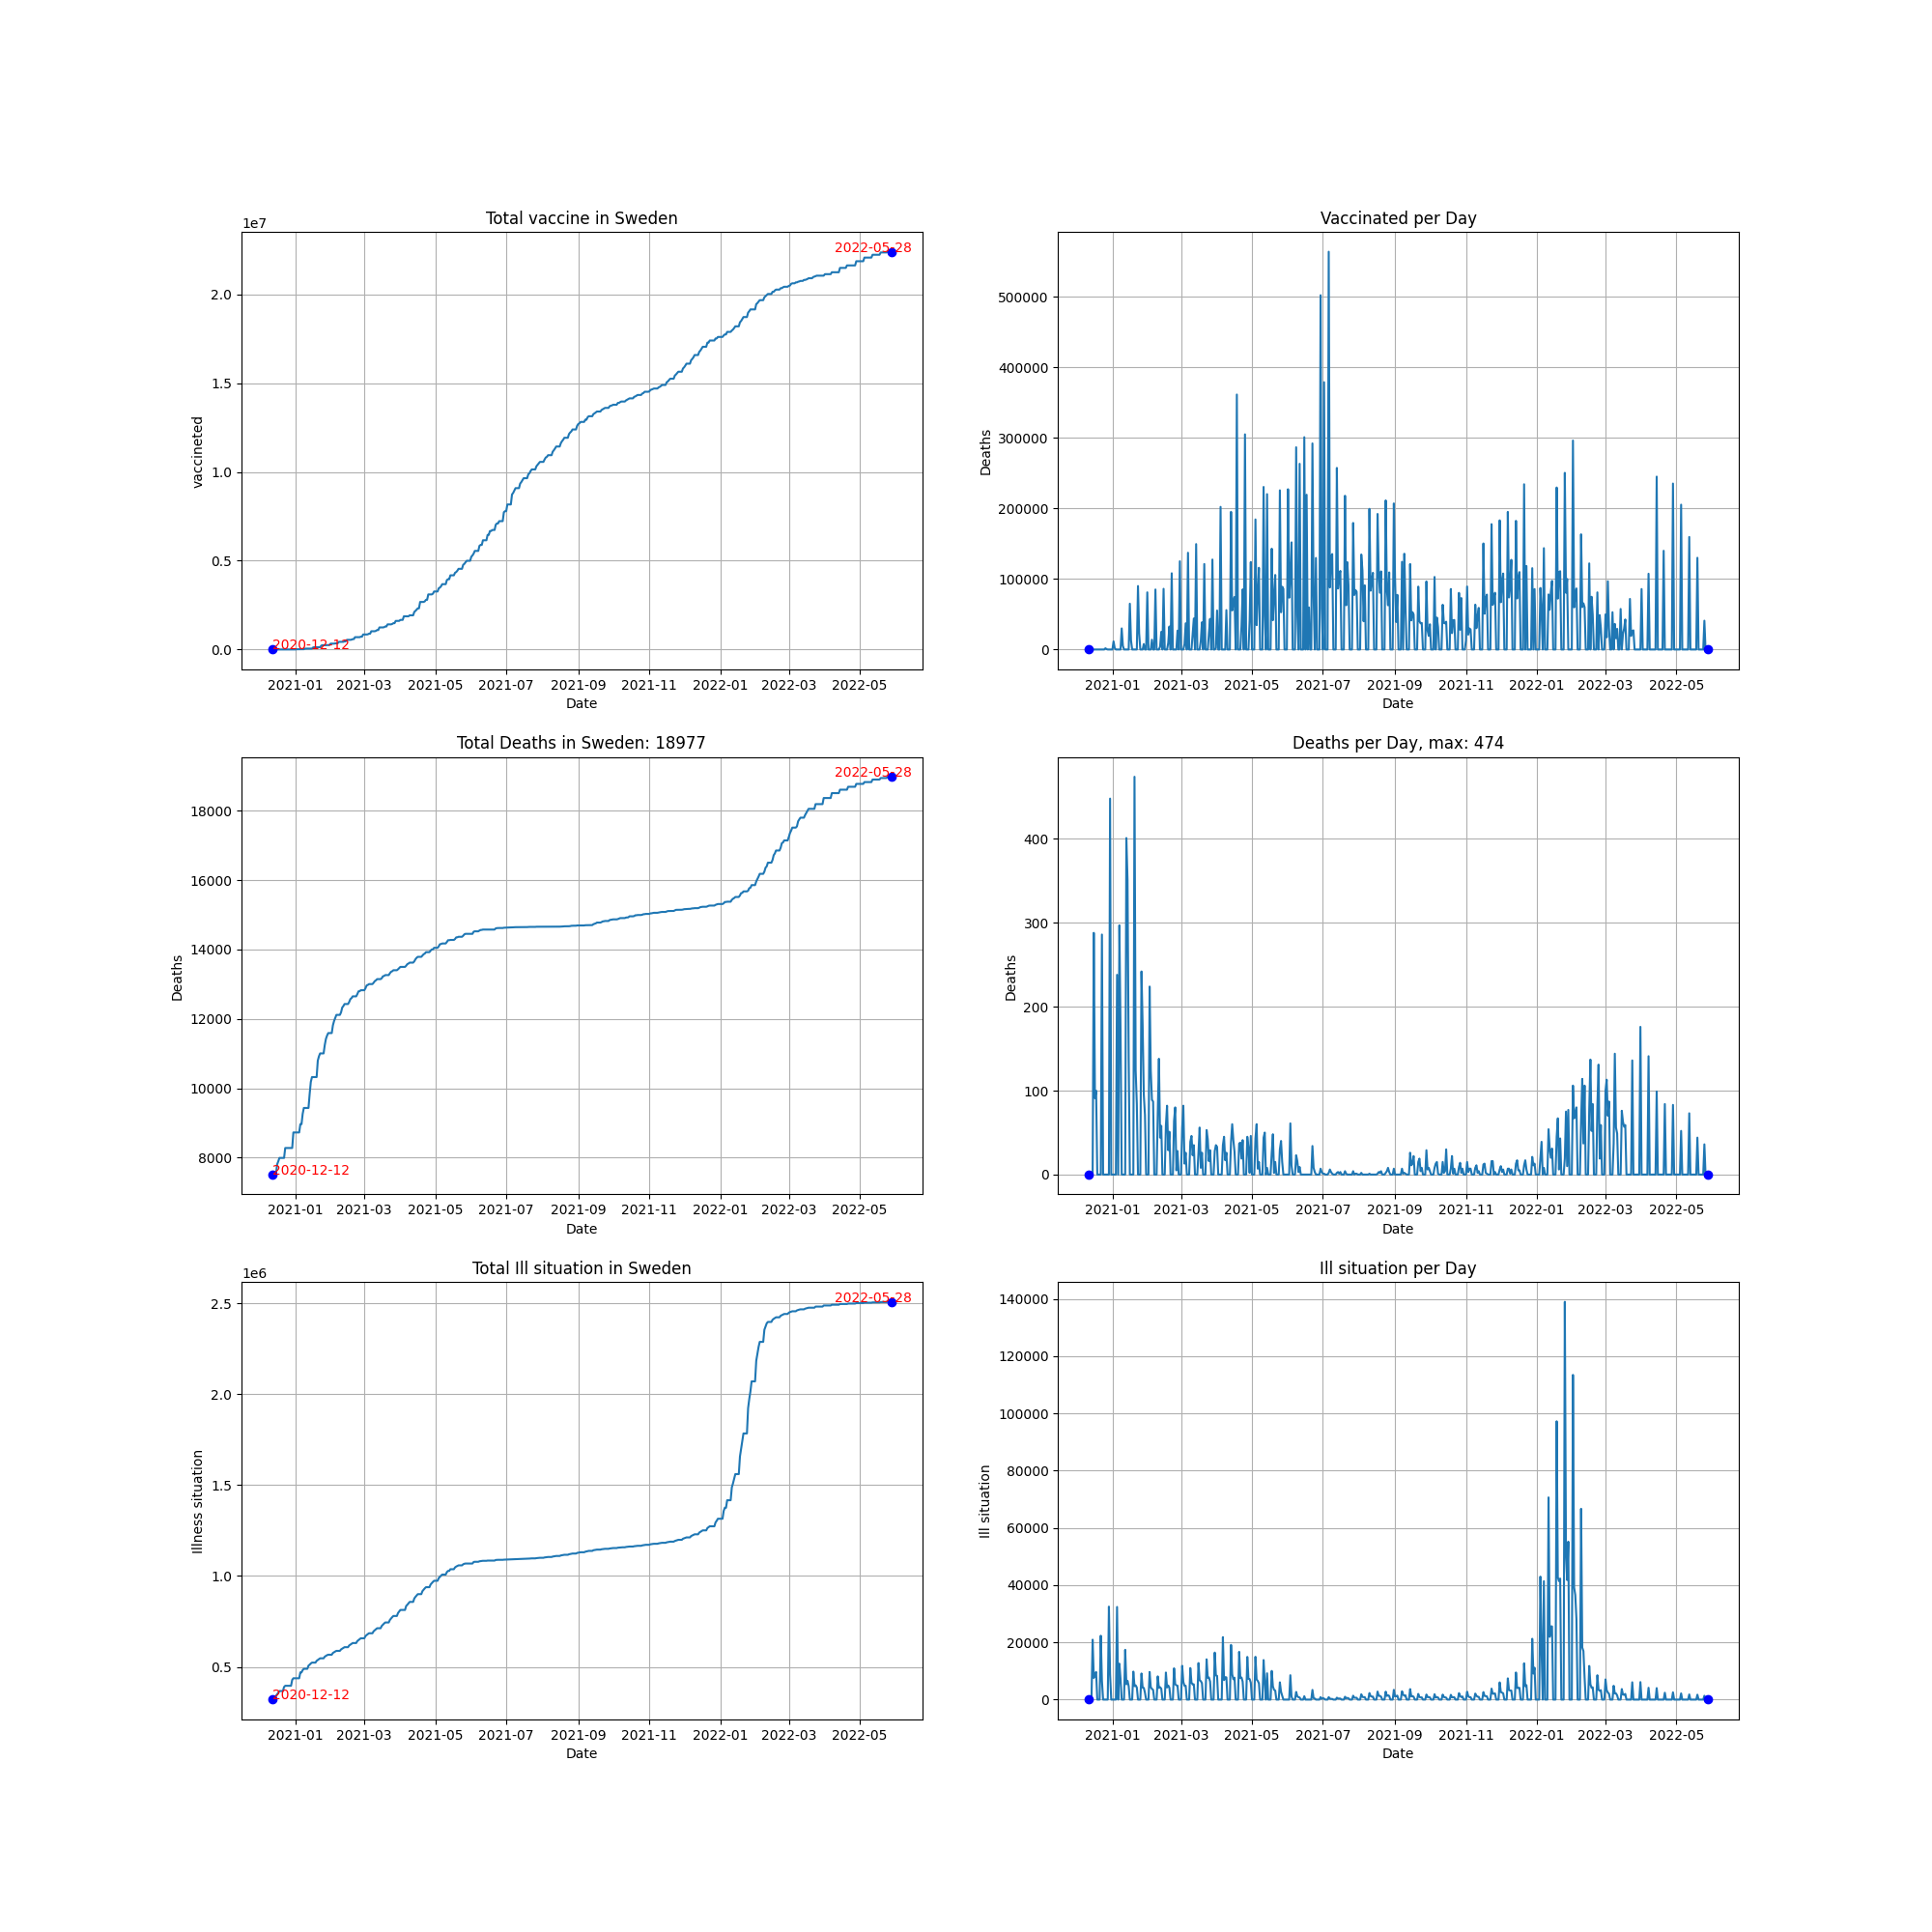 Total vaccine in Sweden
1e7
vaccineted
2.0
1.5
1.0
0.5
0.0
2020-12-12
2022-05-28
2021-01 2021-03 2021-05 2021-07 2021-09 2021-11 2022-01 2022-03 2022-05
Date
Vaccinated per Day
Deaths
500000
400000
300000
200000
100000
0
2021-01 2021-03 2021-05 2021-07 2021-09 2021-11 2022-01 2022-03 2022-05
Date
Total Deaths in Sweden: 18977
Deaths
18000
16000
14000
12000
10000
8000
2020-12-12
2022-05-28
2021-01 2021-03 2021-05 2021-07 2021-09 2021-11 2022-01 2022-03 2022-05
Date
Deaths per Day, max: 474
Deaths
400
300
200
100
0
2021-01 2021-03 2021-05 2021-07 2021-09 2021-11 2022-01 2022-03 2022-05
Date
Total Ill situation in Sweden
1e6
Illness situation
2.5
2.0
1.5
1.0
0.5
2020-12-12
2022-05-28
2021-01 2021-03 2021-05 2021-07 2021-09 2021-11 2022-01 2022-03 2022-05
Date
Ill situation per Day
Ill situation
140000
120000
100000
80000
60000
40000
20000
0
2021-01 2021-03 2021-05 2021-07 2021-09 2021-11 2022-01 2022-03 2022-05
Date